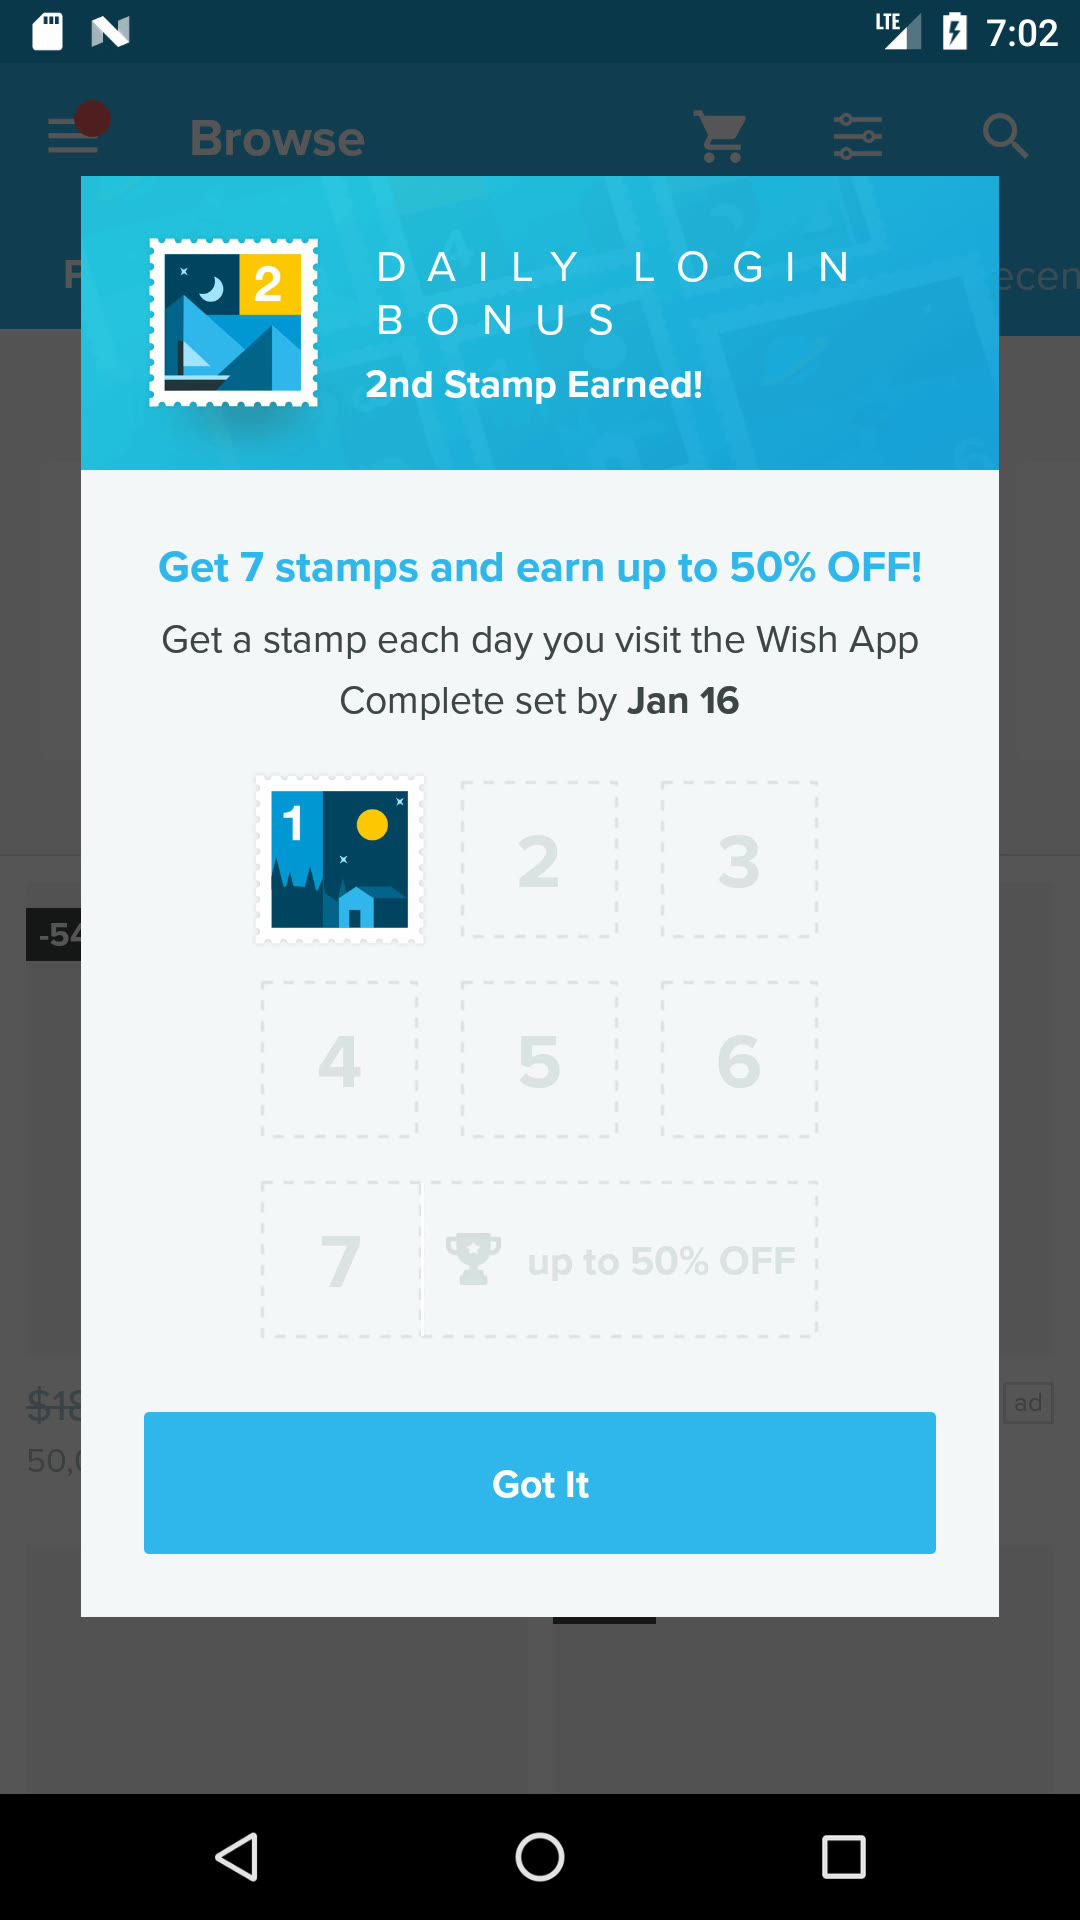 LTE 7:02
Browse
ecen
2
DAILY LOGIN
BONUS
2nd Stamp Earned!
Get 7 stamps and earn up to 50% OFF!
Get a stamp each day you visit the Wish App
Complete set by Jan 16
1 2 3
4 5 6
7 up to 50% OFF
-54
$18
ad
50,0
Got It